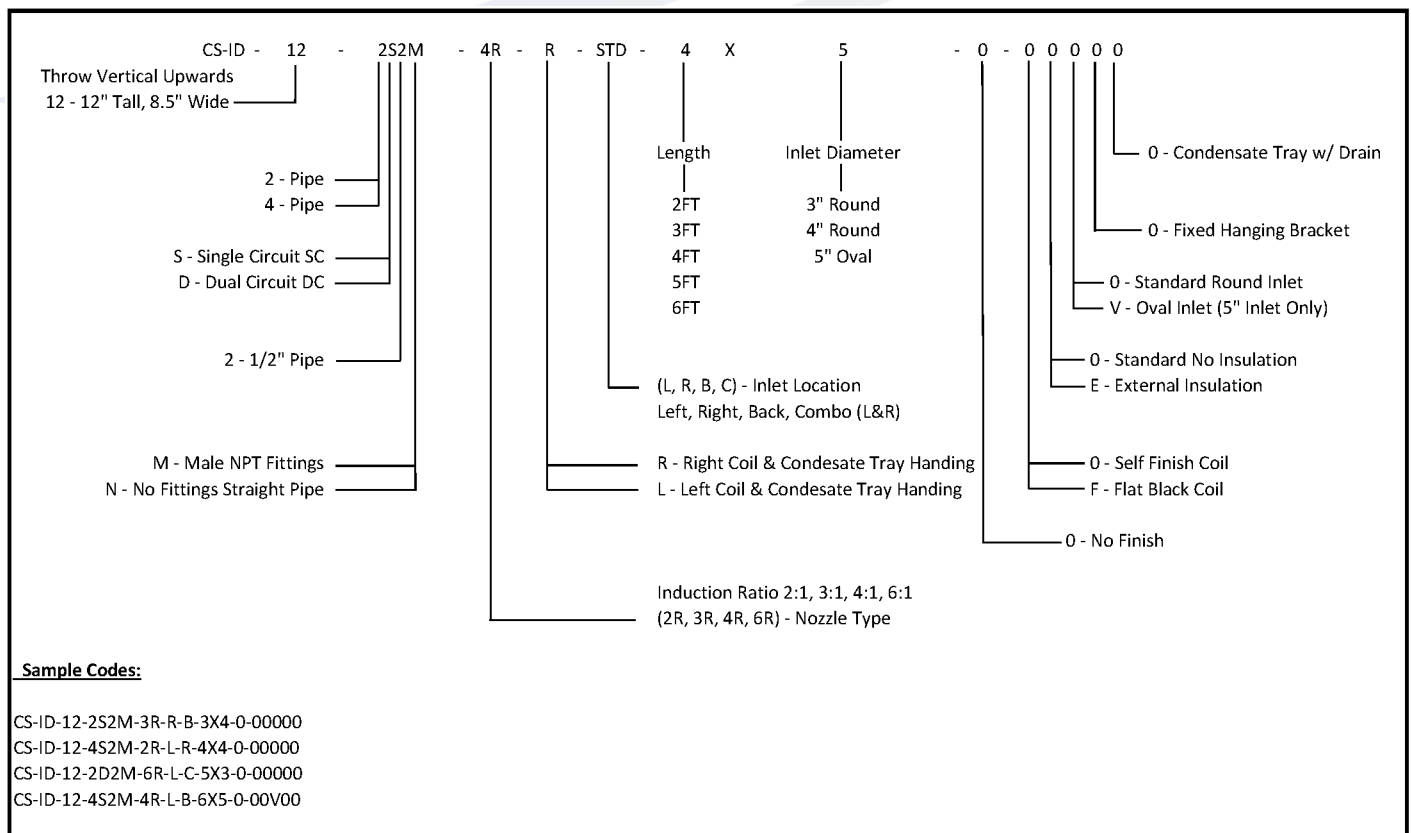 CS-ID - 12 - 2S2M - 4R - R - STD - 4 X 5 - 0 - 0 0 0 0 0
Throw Vertical Upwards
12 - 12" Tall, 8.5" Wide
Length
2FT
3FT
4FT
5FT
6FT
Inlet Diameter
3" Round
4" Round
5" Oval
0 - Condensate Tray w/ Drain
2 - Pipe
4 - Pipe
0 - Fixed Hanging Bracket
S - Single Circuit SC
D - Dual Circuit DC
0 - Standard Round Inlet
V - Oval Inlet (5" Inlet Only)
2 - 1/2" Pipe
0 - Standard No Insulation
E - External Insulation
(L, R, B, C) - Inlet Location
Left, Right, Back, Combo (L&R)
M - Male NPT Fittings
N - No Fittings Straight Pipe
R - Right Coil & Condesate Tray Handing
L - Left Coil & Condesate Tray Handing
0 - Self Finish Coil
F - Flat Black Coil
0 - No Finish
Induction Ratio 2:1, 3:1, 4:1, 6:1
(2R, 3R, 4R, 6R) - Nozzle Type
Sample Codes:
CS-ID-12-2S2M-3R-R-B-3X4-0-00000
CS-ID-12-4S2M-2R-L-R-4X4-0-00000
CS-ID-12-2D2M-6R-L-C-5X3-0-00000
CS-ID-12-4S2M-4R-L-B-6X5-0-00V00